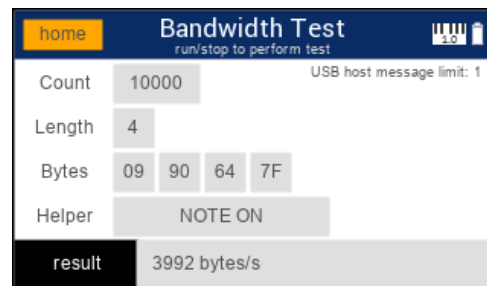 home
Bandwidth Test
run/stop to perform test
1.0
USB host message limit: 1
Count 10000
Length 4
Bytes 09 90 64 7F
Helper NOTE ON
result 3992 bytes/s